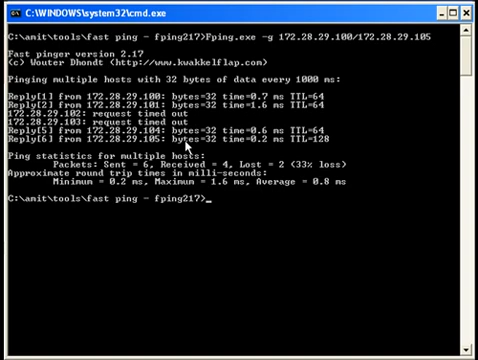 C:\WINDOWS\system32\cmd.exe
C:\amit\tools\fast ping - fping217>Fping.exe -g 172.28.29.100/172.28.29.105
Fast pinger version 2.17
(c) Wouter Dhondt (http://www.kwakkelflap.com)
Pinging multiple hosts with 32 bytes of data every 1000 ms:
Reply[1] from 172.28.29.100: bytes=32 time=0.7 ms TTL=64
Reply[2] from 172.28.29.101: bytes=32 time=1.6 ms TTL=64
172.28.29.102: request timed out
172.28.29.103: request timed out
Reply[5] from 172.28.29.104: bytes=32 time=0.6 ms TTL=64
Reply[6] from 172.28.29.105: bytes=32 time=0.2 ms TTL=128
Ping statistics for multiple hosts:
Packets: Sent = 6, Received = 4, Lost = 2 (33% loss)
Approximate round trip times in milli-seconds:
Minimum = 0.2 ms, Maximum = 1.6 ms, Average = 0.8 ms
C:\amit\tools\fast ping - fping217>_